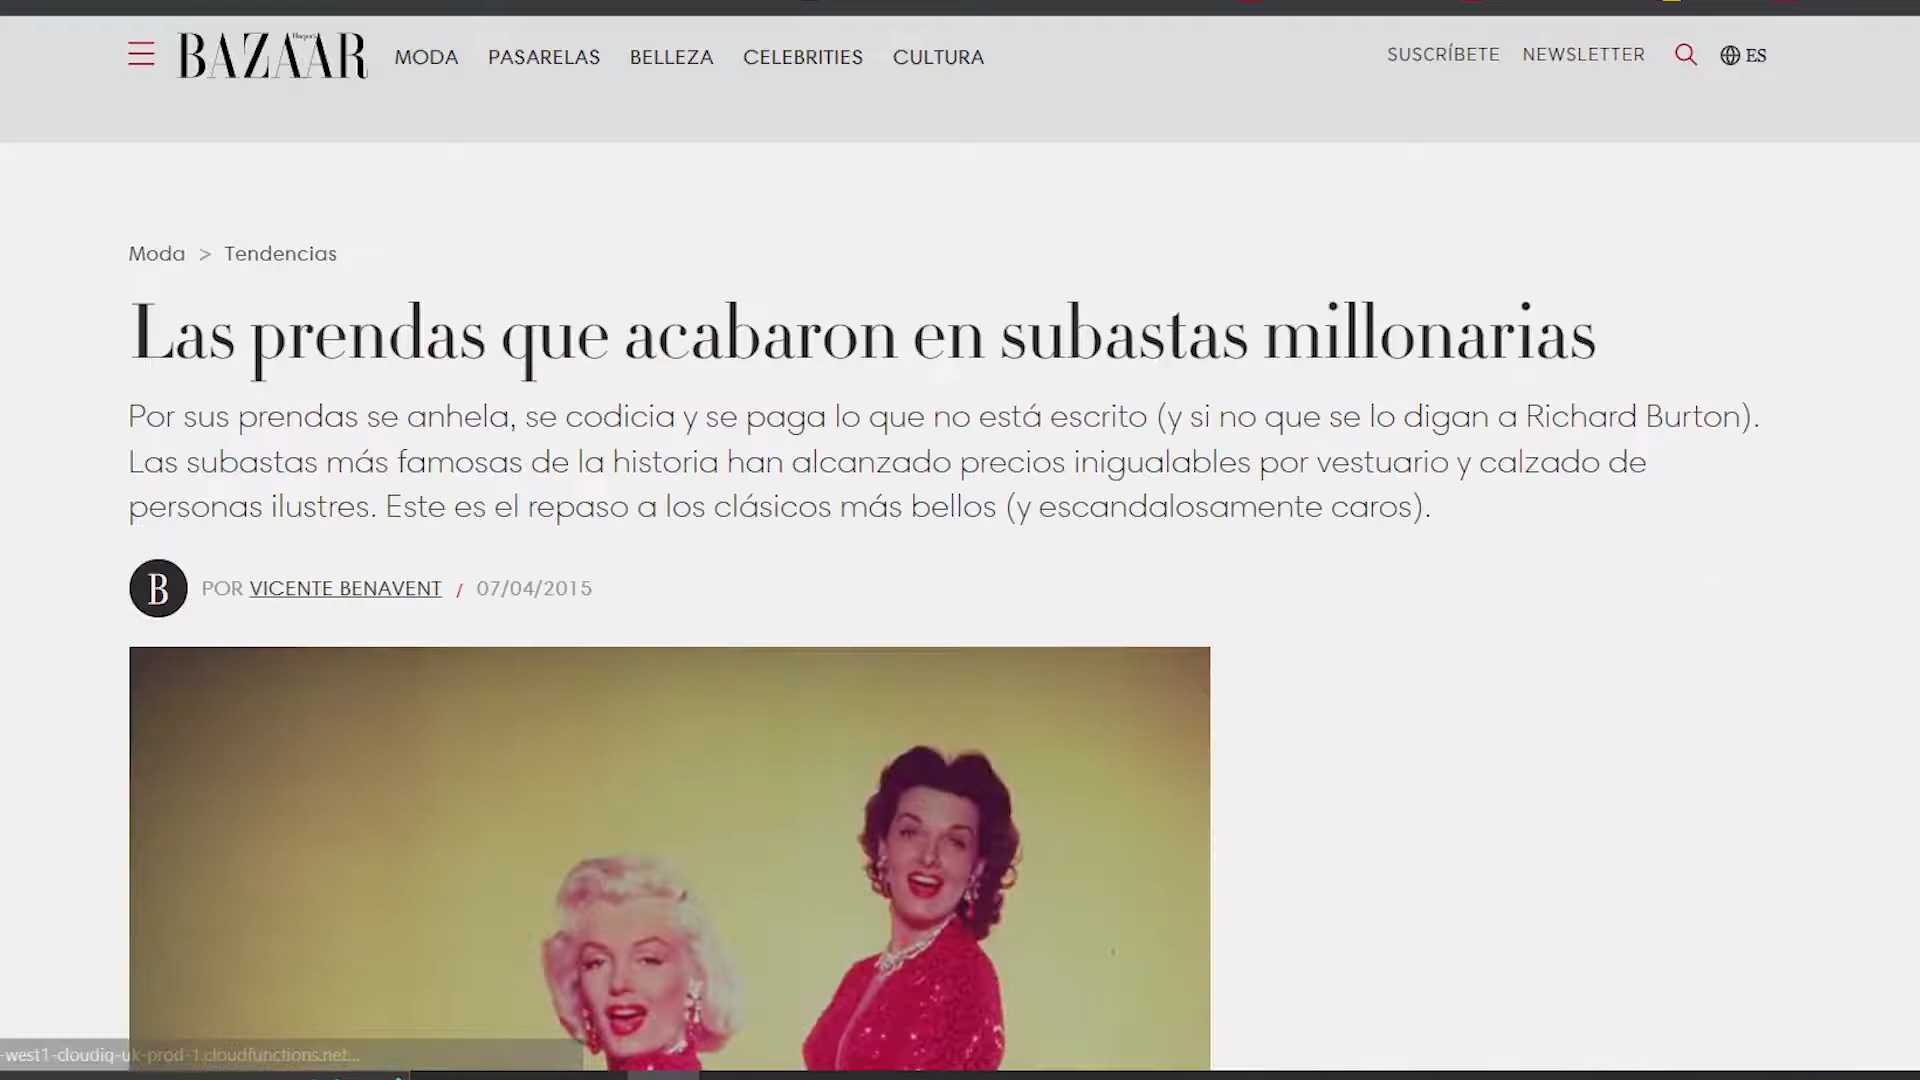 Harper's
BAZAAR MODA PASARELAS BELLEZA CELEBRITIES CULTURA SUSCRÍBETE NEWSLETTER ES
Moda > Tendencias
Las prendas que acabaron en subastas millonarias
Por sus prendas se anhela, se codicia y se paga lo que no está escrito (y si no que se lo digan a Richard Burton).
Las subastas más famosas de la historia han alcanzado precios inigualables por vestuario y calzado de
personas ilustres. Este es el repaso a los clásicos más bellos (y escandalosamente caros).
B POR VICENTE BENAVENT / 07/04/2015
-west1-cloudiq-uk-prod-1.cloudfunctions.net...